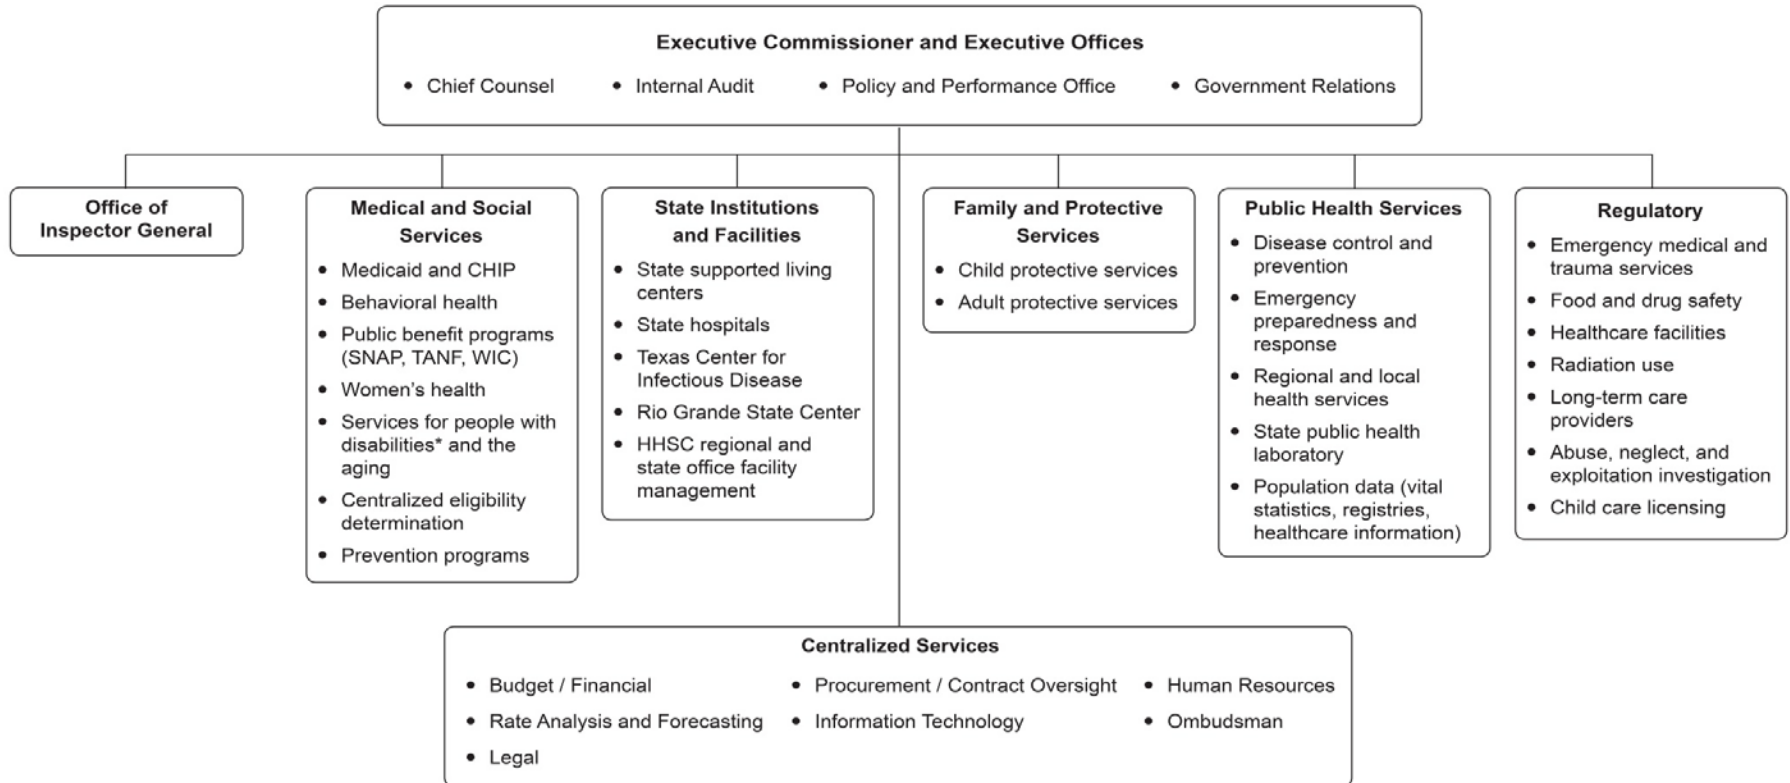 Executive Commissioner and Executive Offices
• Chief Counsel • Internal Audit • Policy and Performance Office • Government Relations
Office of
Inspector General
Medical and Social
Services
• Medicaid and CHIP
• Behavioral health
• Public benefit programs
(SNAP, TANF, WIC)
• Women's health
• Services for people with
disabilities* and the
aging
• Centralized eligibility
determination
• Prevention programs
State Institutions
and Facilities
• State supported living
centers
• State hospitals
• Texas Center for
Infectious Disease
• Rio Grande State Center
• HHSC regional and
state office facility
management
Family and Protective
Services
• Child protective services
• Adult protective services
Public Health Services
• Disease control and
prevention
• Emergency
preparedness and
response
• Regional and local
health services
• State public health
laboratory
• Population data (vital
statistics, registries,
healthcare information)
Regulatory
• Emergency medical and
trauma services
• Food and drug safety
• Healthcare facilities
• Radiation use
• Long-term care
providers
• Abuse, neglect, and
exploitation investigation
• Child care licensing
Centralized Services
• Budget / Financial • Procurement / Contract Oversight • Human Resources
• Rate Analysis and Forecasting • Information Technology • Ombudsman
• Legal